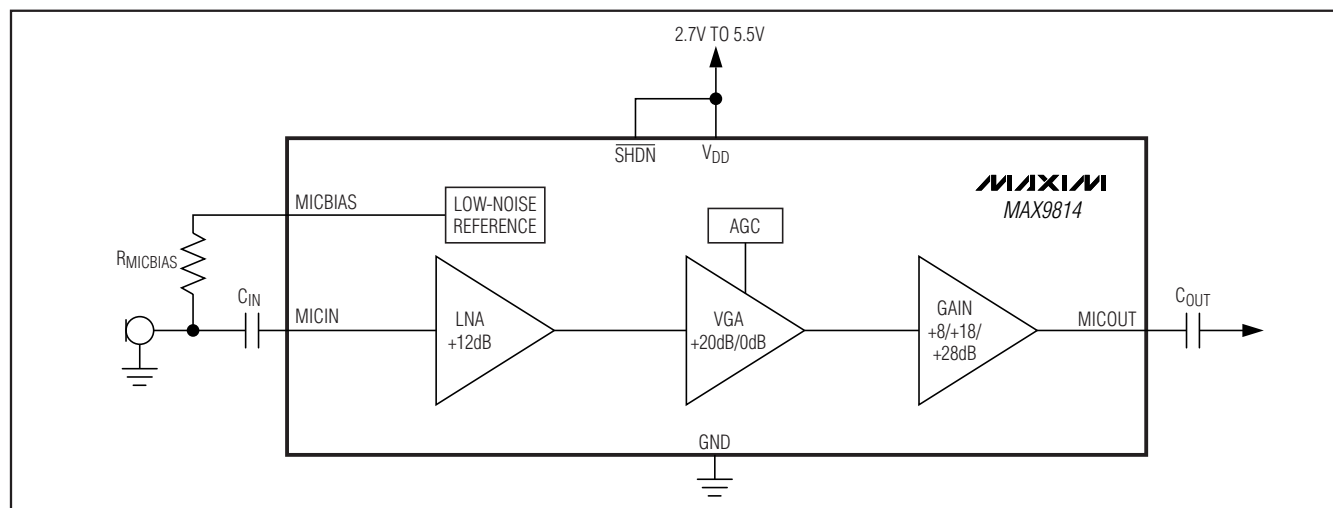 2.7V TO 5.5V
SHDN
VDD
MAXIM
MAX9814
MICBIAS
LOW-NOISE
REFERENCE
AGC
RMICBIAS
CIN
MICIN
LNA
+12dB
VGA
+20dB/0dB
GAIN
+8/+18/
+28dB
MICOUT
COUT
GND